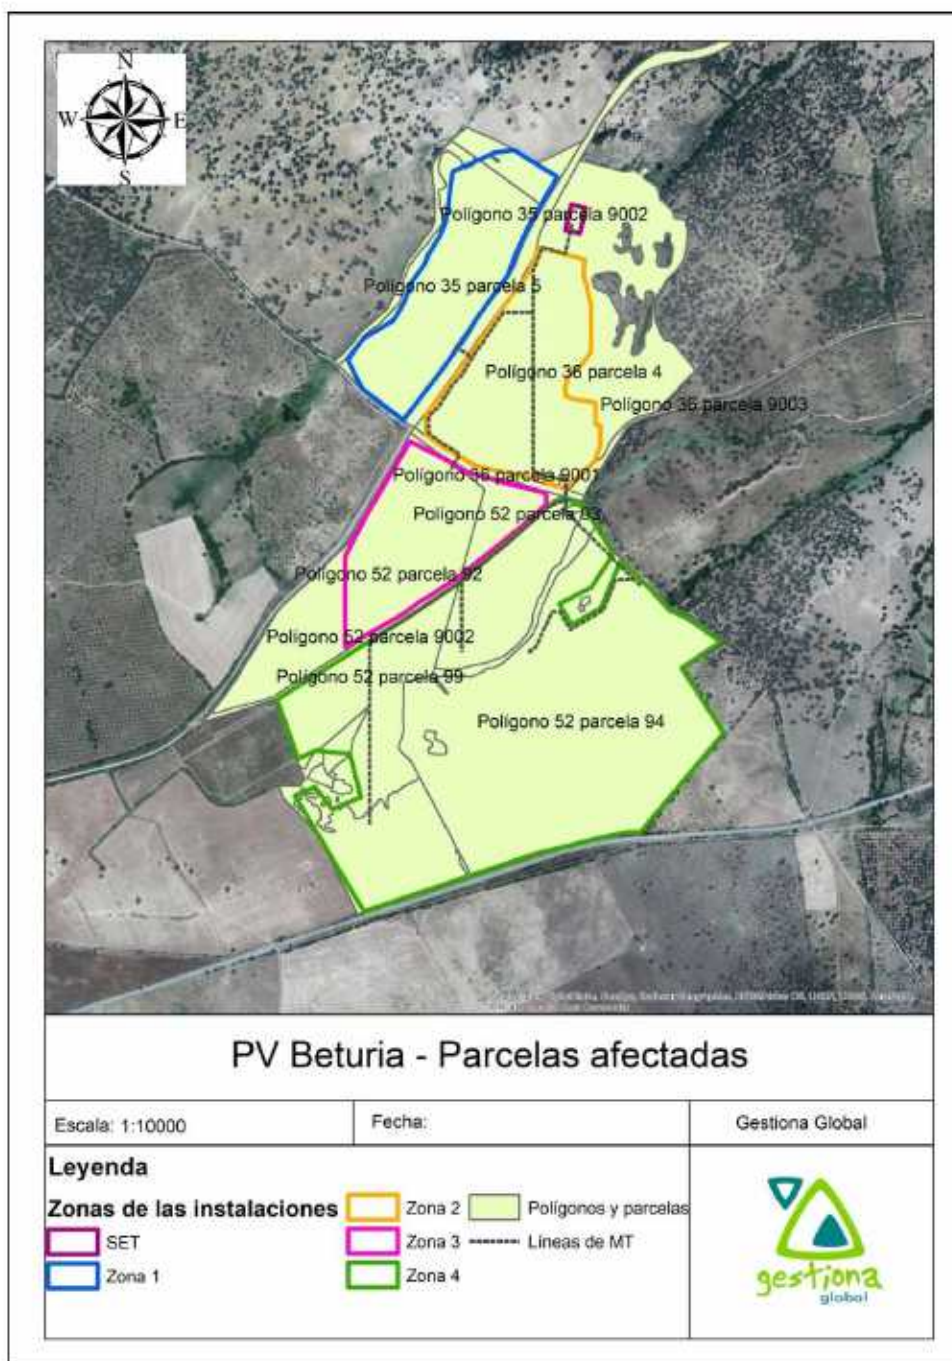 N
W E
S
Polígono 35 parcela 9002
Polígono 35 parcela 5
Polígono 36 parcela 4
Polígono 36 parcela 9003
Polígono 36 parcela 9001
Polígono 52 parcela 93
Polígono 52 parcela 92
Polígono 52 parcela 9002
Polígono 52 parcela 99
Polígono 52 parcela 94
PV Beturia - Parcelas afectadas
Escala: 1:10000
Fecha:
Gestiona Global
Leyenda
Zonas de las instalaciones
SET
Zona 1
Zona 2
Zona 3
Zona 4
Polígonos y parcelas
Líneas de MT
gestiona
global